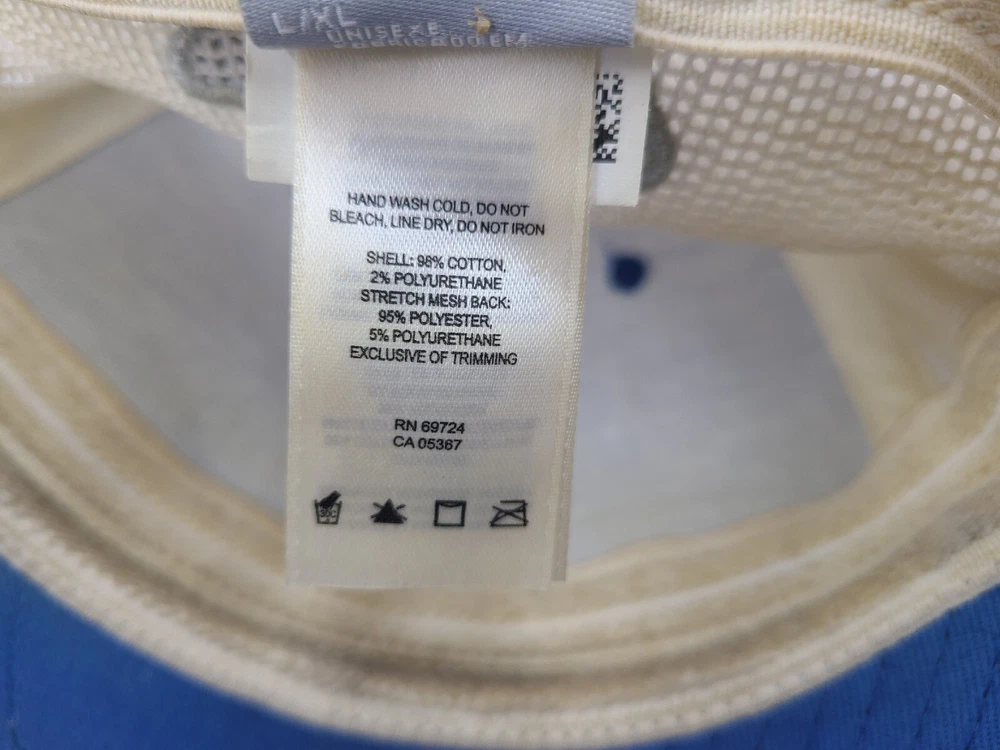 L/XL
UNISEXE
HAND WASH COLD, DO NOT
BLEACH, LINE DRY, DO NOT IRON
SHELL: 98% COTTON,
2% POLYURETHANE
STRETCH MESH BACK:
95% POLYESTER,
5% POLYURETHANE
EXCLUSIVE OF TRIMMING
RN 69724
CA 05367
30C